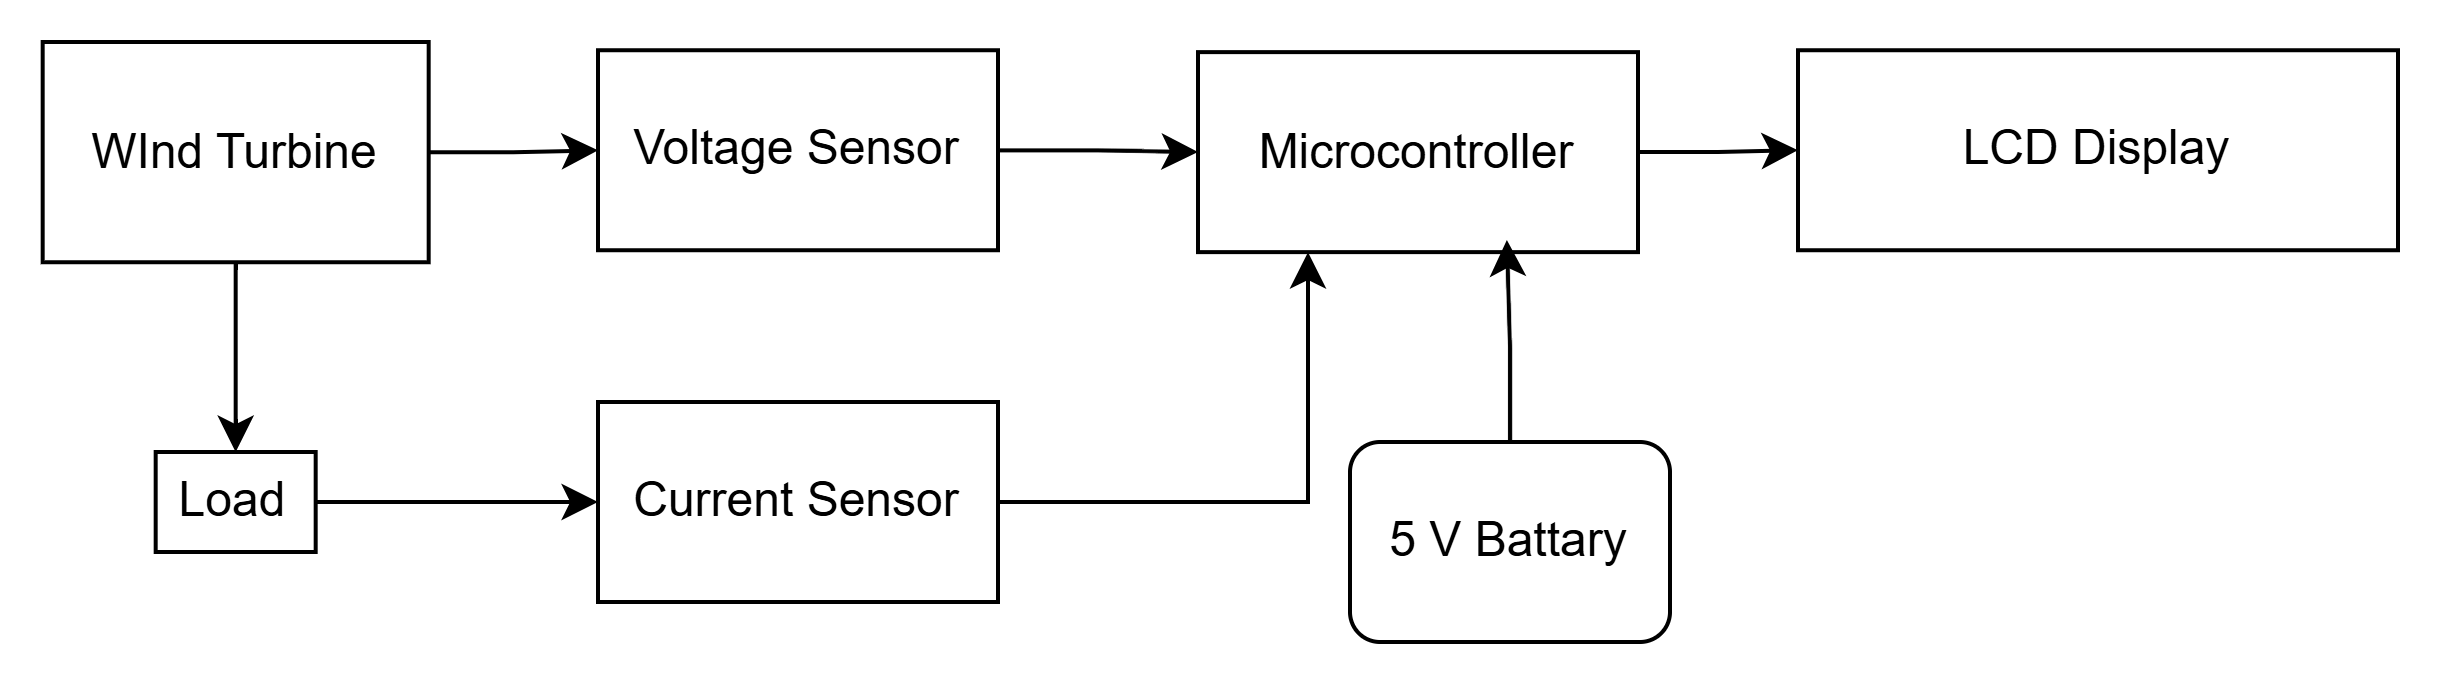 WInd Turbine
Voltage Sensor
Microcontroller
LCD Display
Load
Current Sensor
5 V Battary